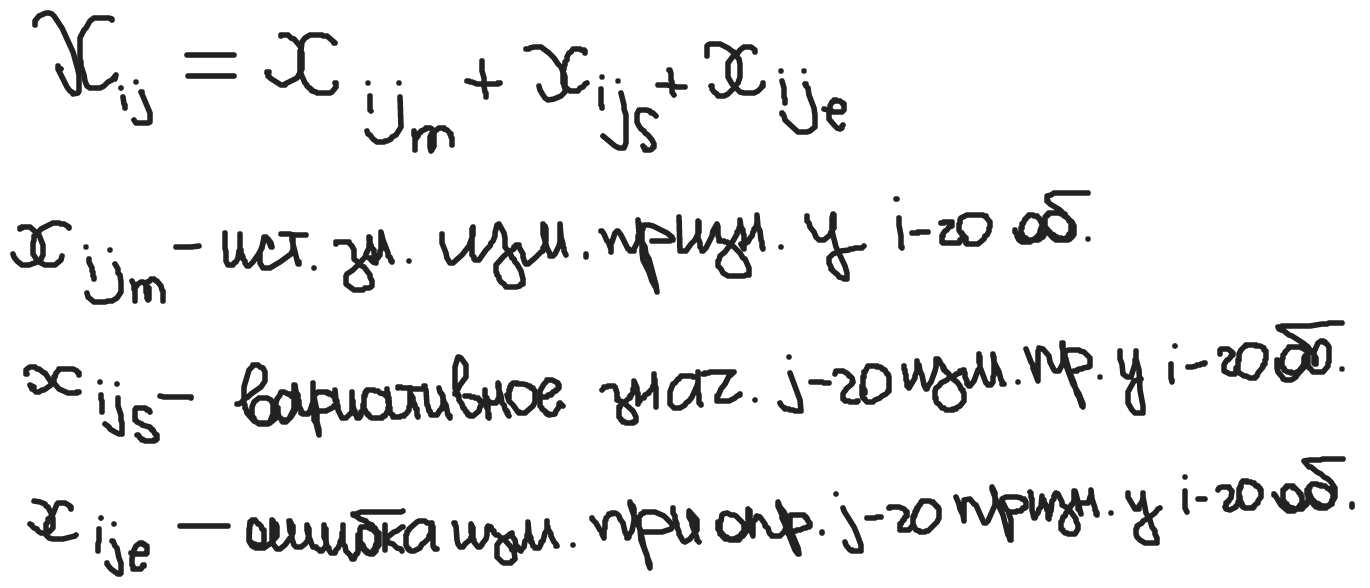 X_{ij} = x_{ij_m} + x_{ij_s} + x_{ij_e}
x_{ij_m} - ист. зн. изм. призн. у i-го об.
x_{ij_s} - вариативное знач. j-го изм. пр. у i-го об.
x_{ij_e} - ошибка изм. при опр. j-го призн. у i-го об.